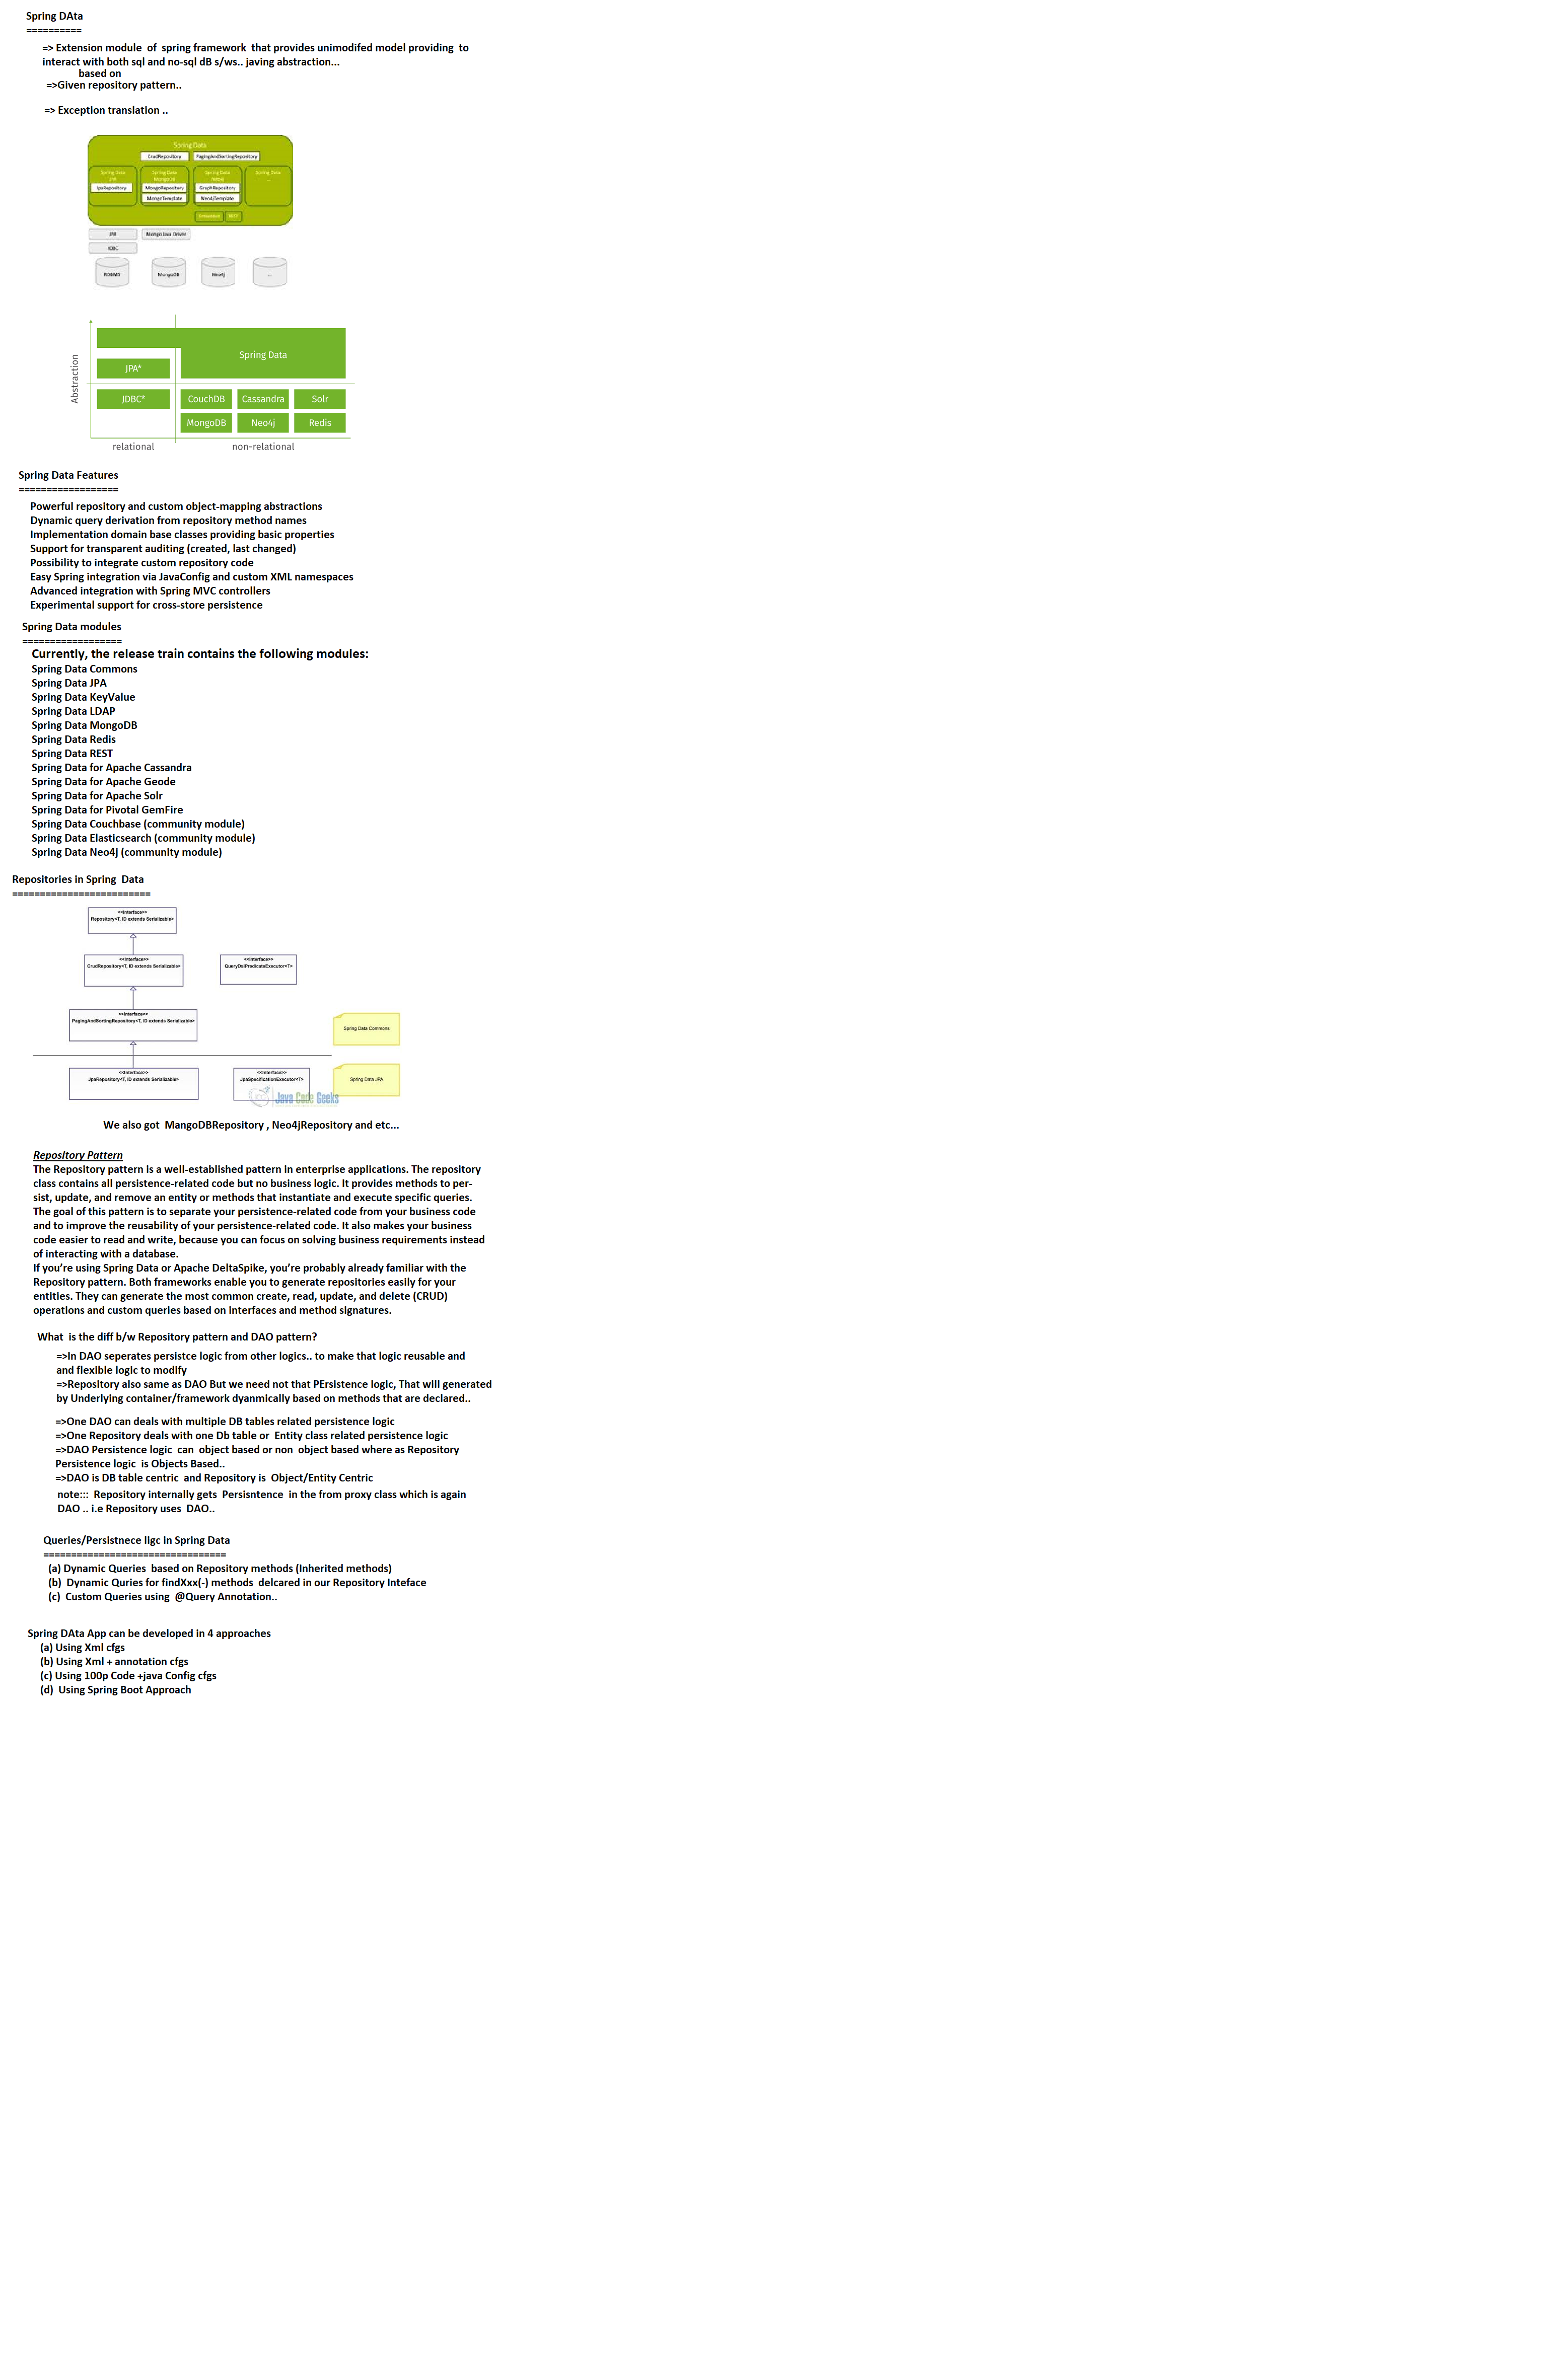 Spring DAta
==========
=> Extension module  of  spring framework  that provides unimodifed model providing  to
interact with both sql and no-sql dB s/ws.. javing abstraction...
based on
=>Given repository pattern..
=> Exception translation ..
Spring Data
CrudRepository PagingAndSortingRepository
Spring Data
JPA
JpaRepository
Spring Data
MongoDB
MongoRepository
MongoTemplate
Spring Data
Neo4j
GraphRepository
Neo4jTemplate
Spring Data
Embedded REST
JPA Mongo Java Driver
JDBC
RDBMS MongoDB Neo4j ...
Abstraction
Spring Data
JPA*
JDBC* CouchDB Cassandra Solr
MongoDB Neo4j Redis
relational non-relational
Spring Data Features
==================
Powerful repository and custom object-mapping abstractions
Dynamic query derivation from repository method names
Implementation domain base classes providing basic properties
Support for transparent auditing (created, last changed)
Possibility to integrate custom repository code
Easy Spring integration via JavaConfig and custom XML namespaces
Advanced integration with Spring MVC controllers
Experimental support for cross-store persistence
Spring Data modules
==================
Currently, the release train contains the following modules:
Spring Data Commons
Spring Data JPA
Spring Data KeyValue
Spring Data LDAP
Spring Data MongoDB
Spring Data Redis
Spring Data REST
Spring Data for Apache Cassandra
Spring Data for Apache Geode
Spring Data for Apache Solr
Spring Data for Pivotal GemFire
Spring Data Couchbase (community module)
Spring Data Elasticsearch (community module)
Spring Data Neo4j (community module)
Repositories in Spring  Data
=========================
<<Interface>>
Repository<T, ID extends Serializable>
<<Interface>>
CrudRepository<T, ID extends Serializable>
<<Interface>>
QueryDslPredicateExecutor<T>
<<Interface>>
PagingAndSortingRepository<T, ID extends Serializable>
Spring Data Commons
<<Interface>>
JpaRepository<T, ID extends Serializable>
<<Interface>>
JpaSpecificationExecutor<T>
Spring Data JPA
Java Code Geeks
We also got  MangoDBRepository , Neo4jRepository and etc...
Repository Pattern
The Repository pattern is a well-established pattern in enterprise applications. The repository
class contains all persistence-related code but no business logic. It provides methods to per-
sist, update, and remove an entity or methods that instantiate and execute specific queries.
The goal of this pattern is to separate your persistence-related code from your business code
and to improve the reusability of your persistence-related code. It also makes your business
code easier to read and write, because you can focus on solving business requirements instead
of interacting with a database.
If you're using Spring Data or Apache DeltaSpike, you're probably already familiar with the
Repository pattern. Both frameworks enable you to generate repositories easily for your
entities. They can generate the most common create, read, update, and delete (CRUD)
operations and custom queries based on interfaces and method signatures.
What  is the diff b/w Repository pattern and DAO pattern?
=>In DAO seperates persistce logic from other logics.. to make that logic reusable and
and flexible logic to modify
=>Repository also same as DAO But we need not that PErsistence logic, That will generated
by Underlying container/framework dyanmically based on methods that are declared..
=>One DAO can deals with multiple DB tables related persistence logic
=>One Repository deals with one Db table or  Entity class related persistence logic
=>DAO Persistence logic  can  object based or non  object based where as Repository
Persistence logic  is Objects Based..
=>DAO is DB table centric  and Repository is  Object/Entity Centric
note:::  Repository internally gets  Persisntence  in the from proxy class which is again
DAO .. i.e Repository uses  DAO..
Queries/Persistnece ligc in Spring Data
=================================
(a) Dynamic Queries  based on Repository methods (Inherited methods)
(b)  Dynamic Quries for findXxx(-) methods  delcared in our Repository Inteface
(c)  Custom Queries using  @Query Annotation..
Spring DAta App can be developed in 4 approaches
(a) Using Xml cfgs
(b) Using Xml + annotation cfgs
(c) Using 100p Code +java Config cfgs
(d)  Using Spring Boot Approach